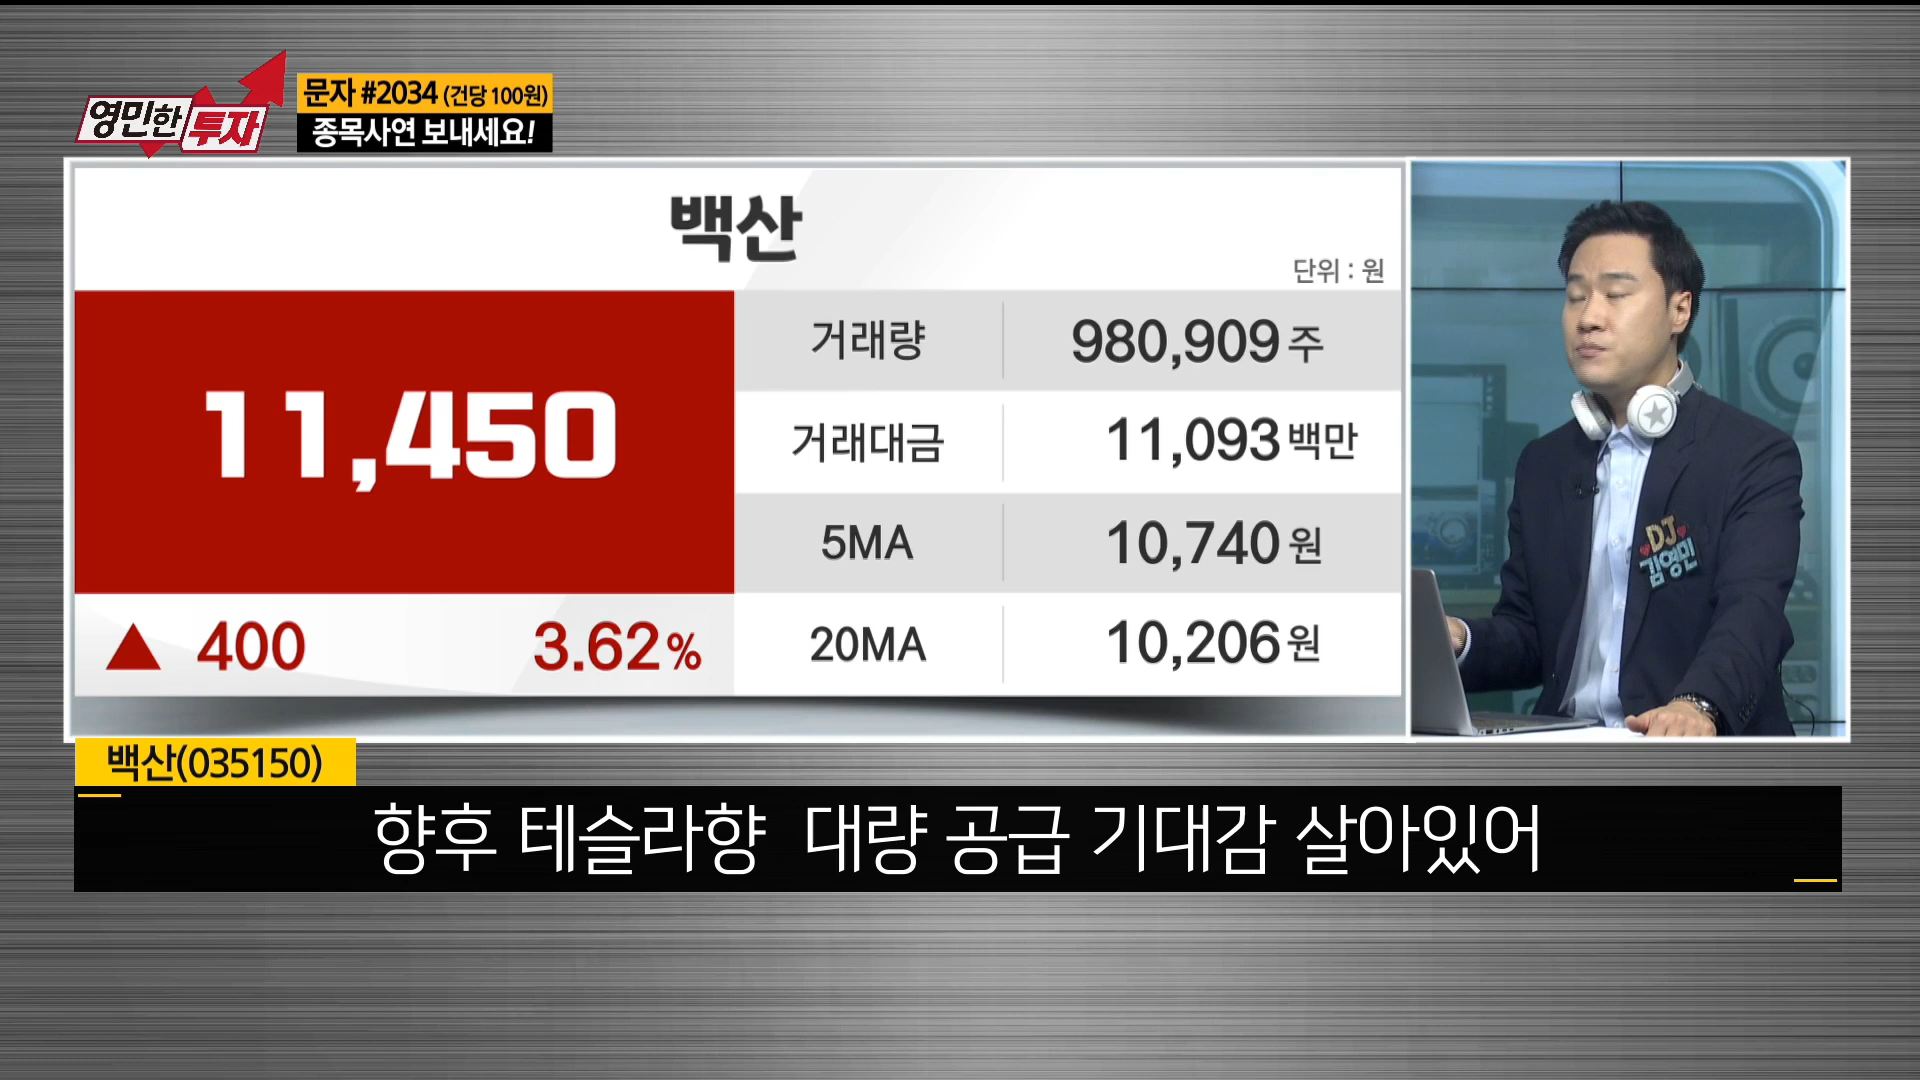 영민한 투자
문자 #2034 (건당 100원)
종목사연 보내세요!
백산
단위 : 원
11,450
▲ 400 3.62%
거래량 980,909 주
거래대금 11,093 백만
5MA 10,740 원
20MA 10,206 원
DJ
김영민
백산(035150)
향후 테슬라향 대량 공급 기대감 살아있어